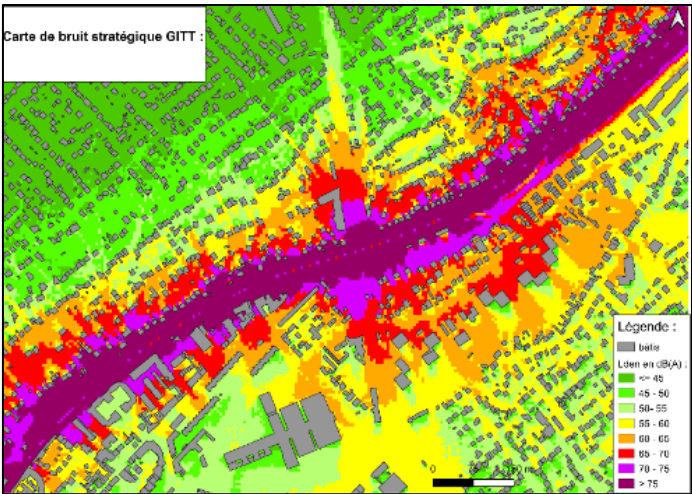 Carte de bruit stratégique GITT :
Légende :
bâtis
Lden en dB(A) :
<= 45
45 - 50
50- 55
55 - 60
60 - 65
65 - 70
70 - 75
> 75
0
m